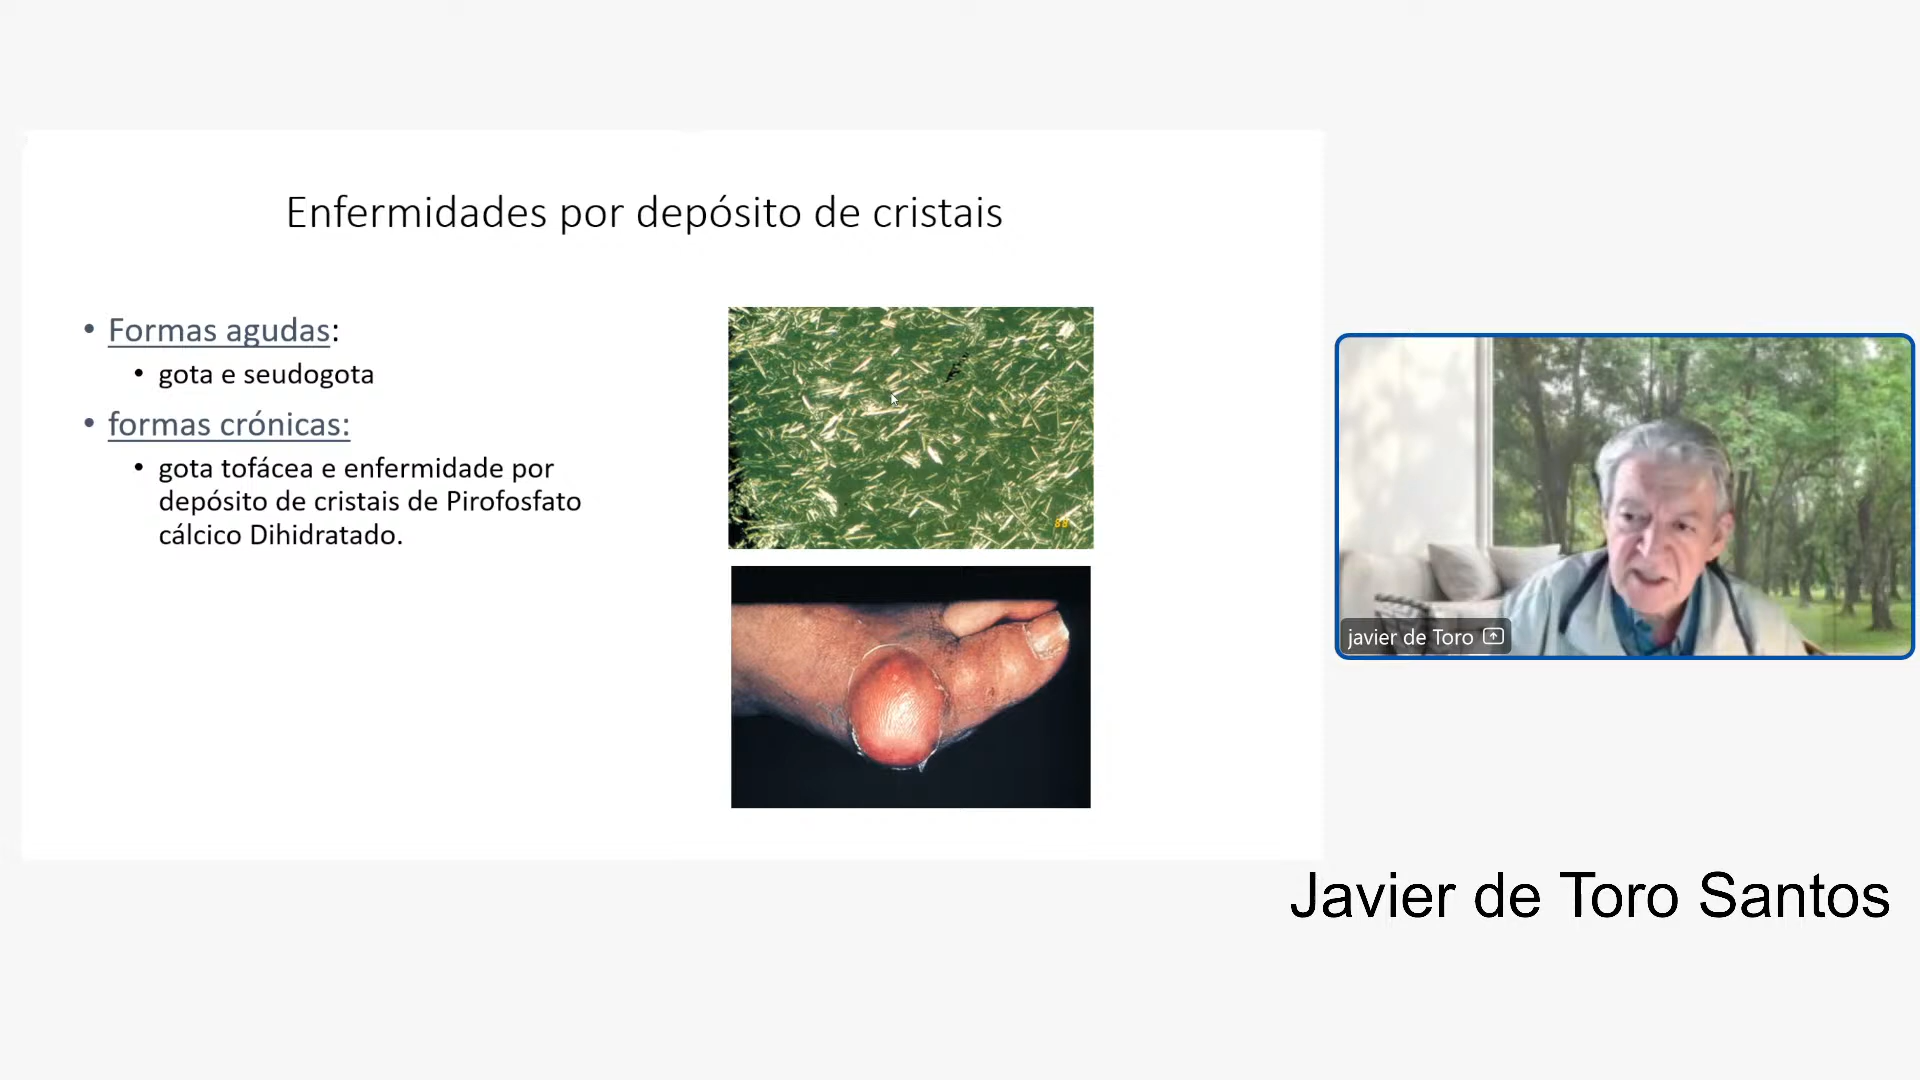 Enfermidades por depósito de cristais
• Formas agudas:
• gota e seudogota
• formas crónicas:
• gota tofácea e enfermidade por
depósito de cristais de Pirofosfato
cálcico Dihidratado.
javier de Toro
Javier de Toro Santos